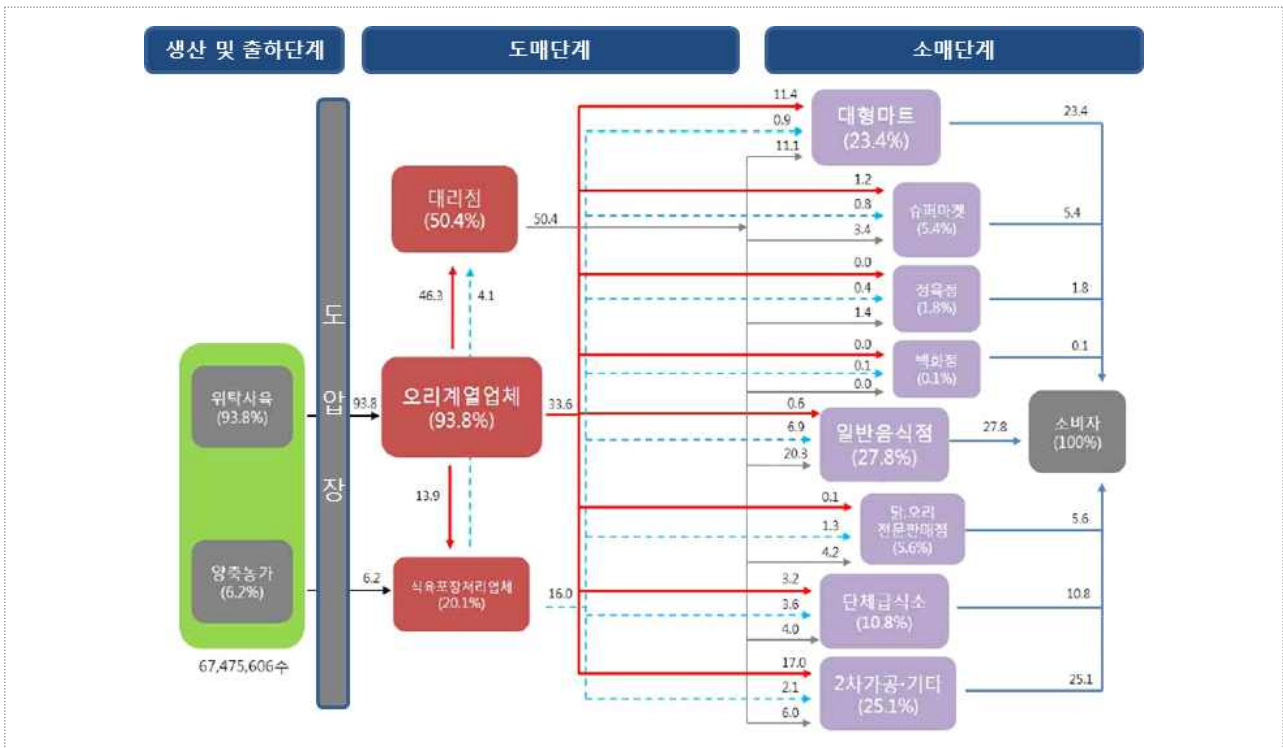 생산 및 출하단계
도매단계
소매단계
도
압
장
위탁사육
(93.8%)
양축농가
(6.2%)
67,475,606수
93.8
6.2
대리점
(50.4%)
50.4
46.3
4.1
오리계열업체
(93.8%)
33.6
13.9
식육포장처리업체
(20.1%)
16.0
11.4
0.9
11.1
대형마트
(23.4%)
23.4
1.2
0.8
3.4
슈퍼마켓
(5.4%)
5.4
0.0
0.4
1.4
정육점
(1.8%)
1.8
0.0
0.1
0.0
백화점
(0.1%)
0.1
0.6
6.9
20.3
일반음식점
(27.8%)
27.8
소비자
(100%)
0.1
1.3
4.2
닭.오리
전문판매점
(5.6%)
5.6
3.2
3.6
4.0
단체급식소
(10.8%)
10.8
17.0
2.1
6.0
2차가공·기타
(25.1%)
25.1